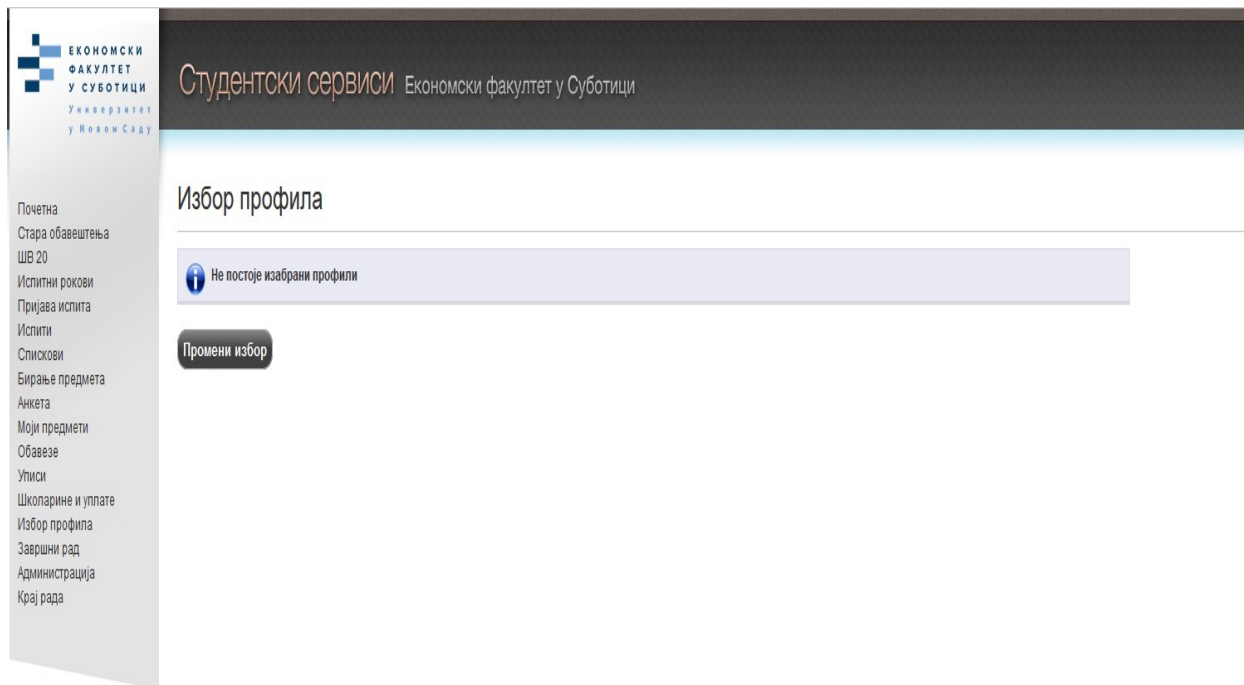 ЕКОНОМСКИ
ФАКУЛТЕТ
У СУБОТИЦИ
Универзитет
у Новом Саду
Студентски сервиси Економски факултет у Суботици
Почетна
Стара обавештења
ШВ 20
Испитни рокови
Пријава испита
Испити
Спискови
Бирање предмета
Анкета
Моји предмети
Обавезе
Уписи
Школарине и уплате
Избор профила
Завршни рад
Администрација
Крај рада
Избор профила
Не постоје изабрани профили
Промени избор